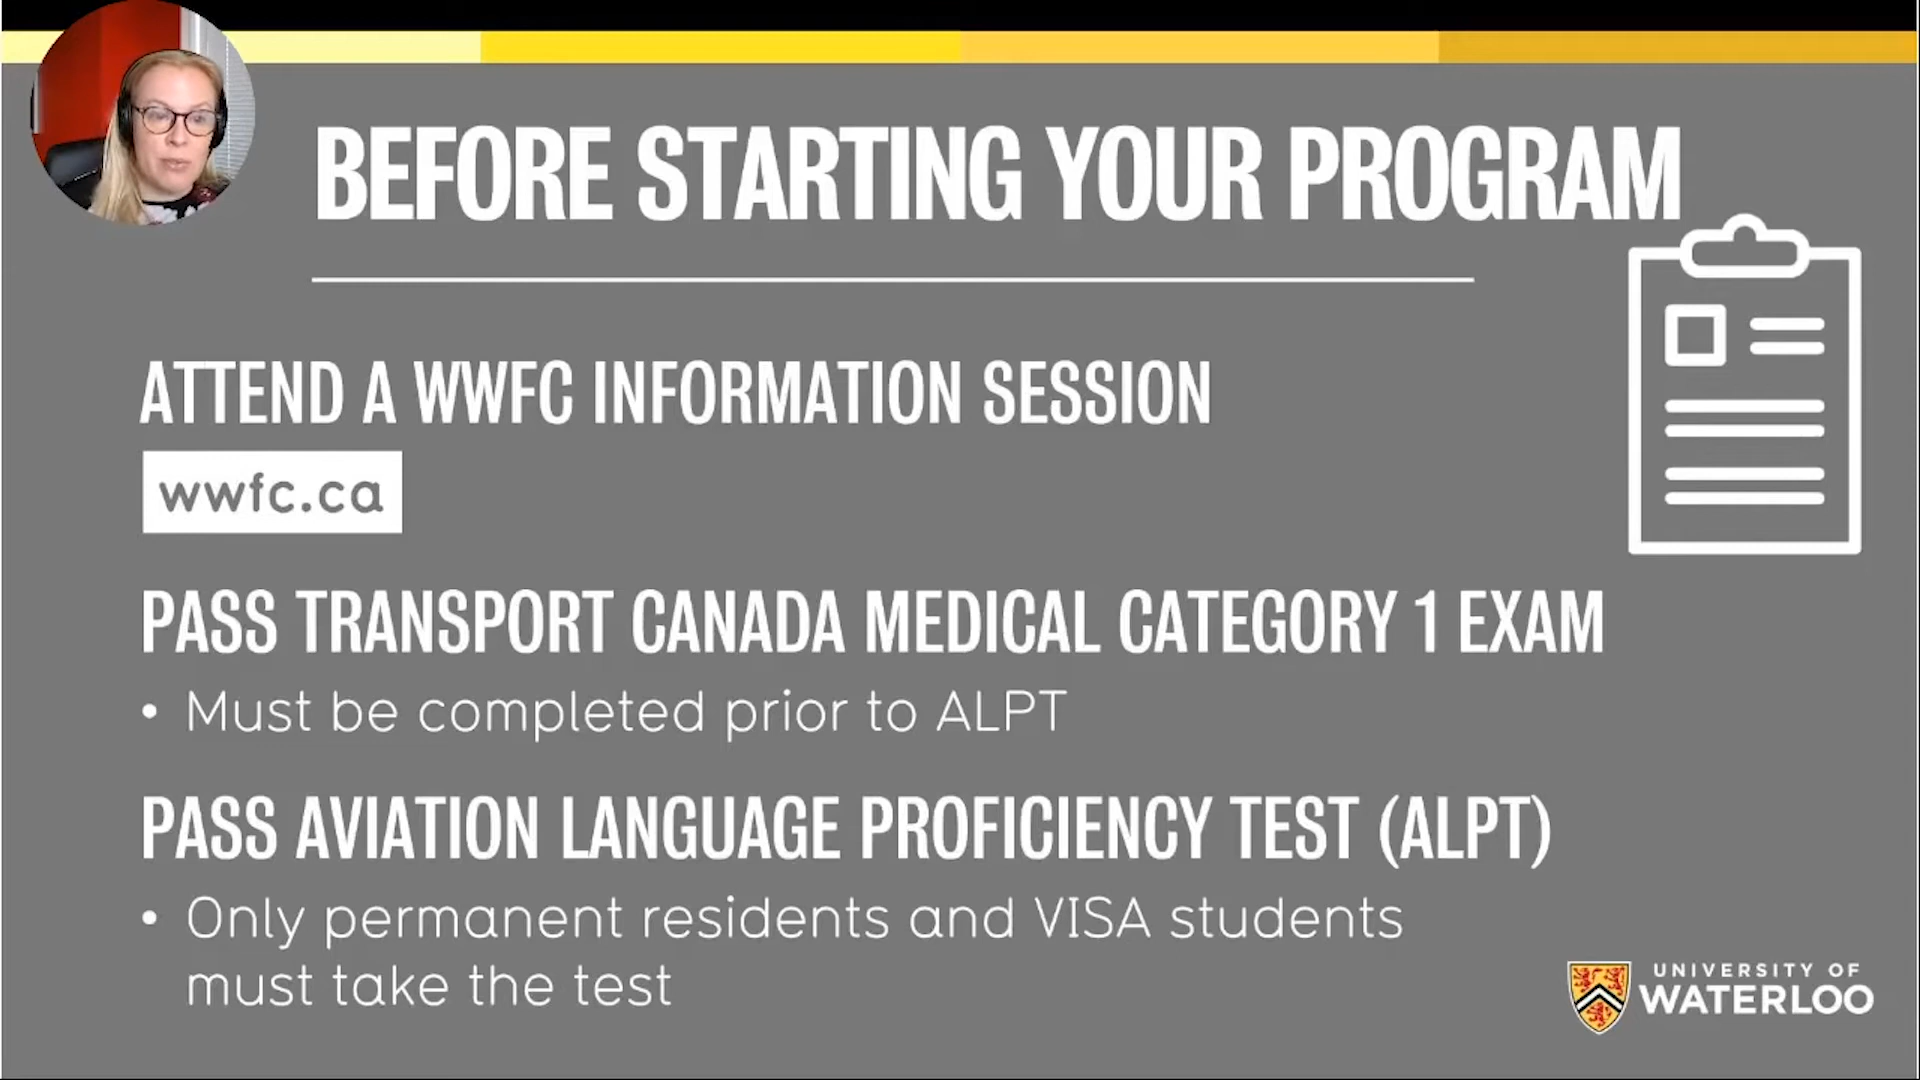 BEFORE STARTING YOUR PROGRAM
ATTEND A WWFC INFORMATION SESSION
wwfc.ca
PASS TRANSPORT CANADA MEDICAL CATEGORY 1 EXAM
• Must be completed prior to ALPT
PASS AVIATION LANGUAGE PROFICIENCY TEST (ALPT)
• Only permanent residents and VISA students
must take the test
UNIVERSITY OF
WATERLOO